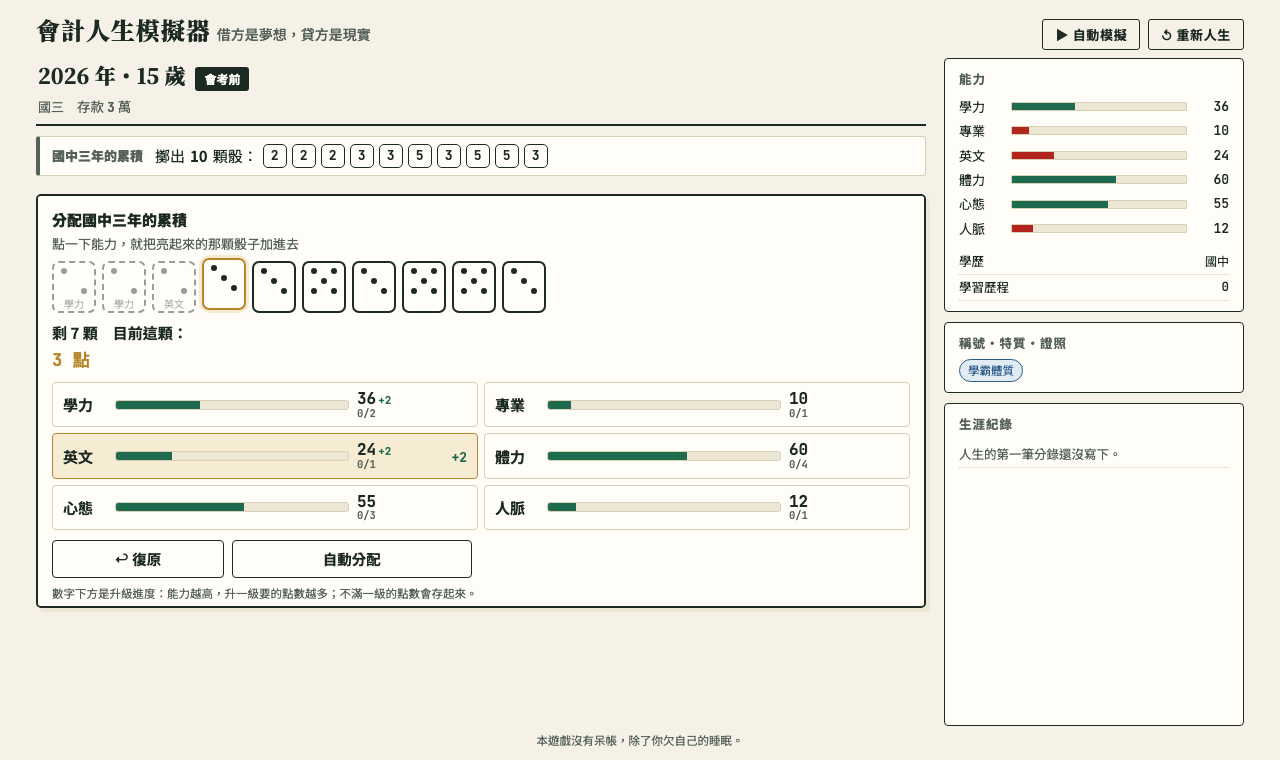 會計人生模擬器 借方是夢想，貸方是現實
▶ 自動模擬
↺ 重新人生
2026 年・15 歲 會考前
國三 存款 3 萬
國中三年的累積 擲出 10 顆骰： 2 2 2 3 3 5 3 5 5 3
分配國中三年的累積
點一下能力，就把亮起來的那顆骰子加進去
學力 學力 英文
剩 7 顆 目前這顆：
3 點
學力 36 +2 0/2
專業 10 0/1
英文 24 +2 0/1 +2
體力 60 0/4
心態 55 0/3
人脈 12 0/1
↩ 復原 自動分配
數字下方是升級進度：能力越高，升一級要的點數越多；不滿一級的點數會存起來。
能力
學力 36
專業 10
英文 24
體力 60
心態 55
人脈 12
學歷 國中
學習歷程 0
稱號・特質・證照
學霸體質
生涯紀錄
人生的第一筆分錄還沒寫下。
本遊戲沒有呆帳，除了你欠自己的睡眠。